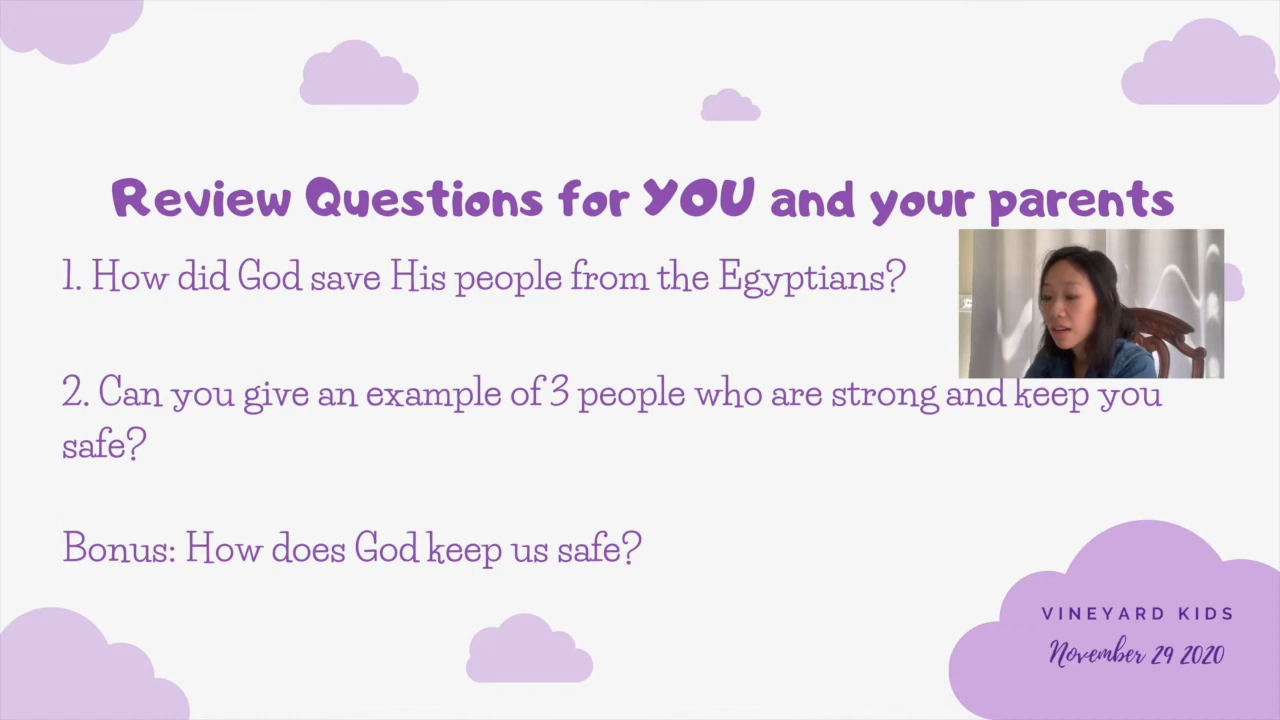 Review Questions for YOU and your parents
1. How did God save His people from the Egyptians?
2. Can you give an example of 3 people who are strong and keep you
safe?
Bonus: How does God keep us safe?
VINEYARD KIDS
November 29 2020